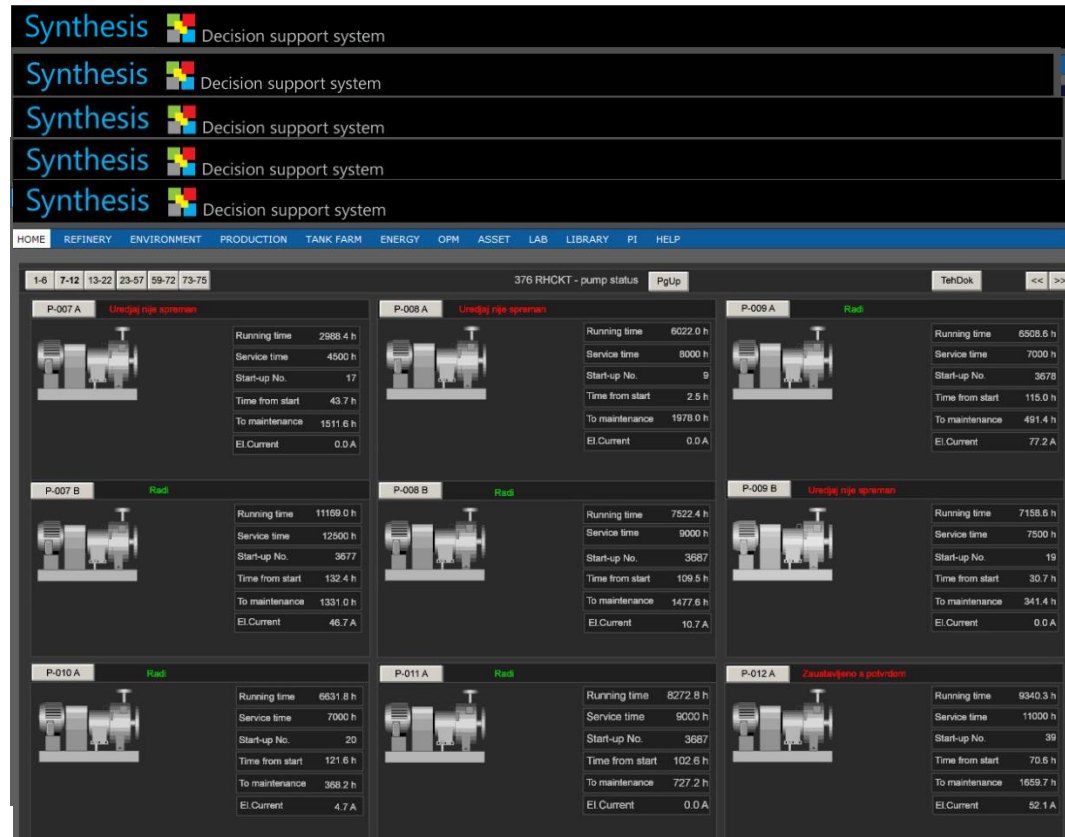 Synthesis Decision support system
Synthesis Decision support system
Synthesis Decision support system
Synthesis Decision support system
Synthesis Decision support system
HOME REFINERY ENVIRONMENT PRODUCTION TANK FARM ENERGY OPM ASSET LAB LIBRARY PI HELP
1-6 7-12 13-22 23-57 59-72 73-75 376 RHCKT - pump status PgUp TehDok << >>
P-007 A Uredjaj nije spreman
Running time 2988.4 h
Service time 4500 h
Start-up No. 17
Time from start 43.7 h
To maintenance 1511.6 h
El.Current 0.0 A
P-008 A Uredjaj nije spreman
Running time 6022.0 h
Service time 8000 h
Start-up No. 9
Time from start 2.5 h
To maintenance 1978.0 h
El.Current 0.0 A
P-009 A Radi
Running time 6508.6 h
Service time 7000 h
Start-up No. 3678
Time from start 115.0 h
To maintenance 491.4 h
El.Current 77.2 A
P-007 B Radi
Running time 11169.0 h
Service time 12500 h
Start-up No. 3677
Time from start 132.4 h
To maintenance 1331.0 h
El.Current 46.7 A
P-008 B Radi
Running time 7522.4 h
Service time 9000 h
Start-up No. 3687
Time from start 109.5 h
To maintenance 1477.6 h
El.Current 10.7 A
P-009 B Uredjej nije spreman
Running time 7158.6 h
Service time 7500 h
Start-up No. 19
Time from start 30.7 h
To maintenance 341.4 h
El.Current 0.0 A
P-010 A Radi
Running time 6631.8 h
Service time 7000 h
Start-up No. 20
Time from start 121.6 h
To maintenance 368.2 h
El.Current 4.7 A
P-011 A Radi
Running time 8272.8 h
Service time 9000 h
Start-up No. 3687
Time from start 102.6 h
To maintenance 727.2 h
El.Current 0.0 A
P-012 A Zaustavljeno s potvrdom
Running time 9340.3 h
Service time 11000 h
Start-up No. 39
Time from start 70.6 h
To maintenance 1659.7 h
El.Current 52.1 A